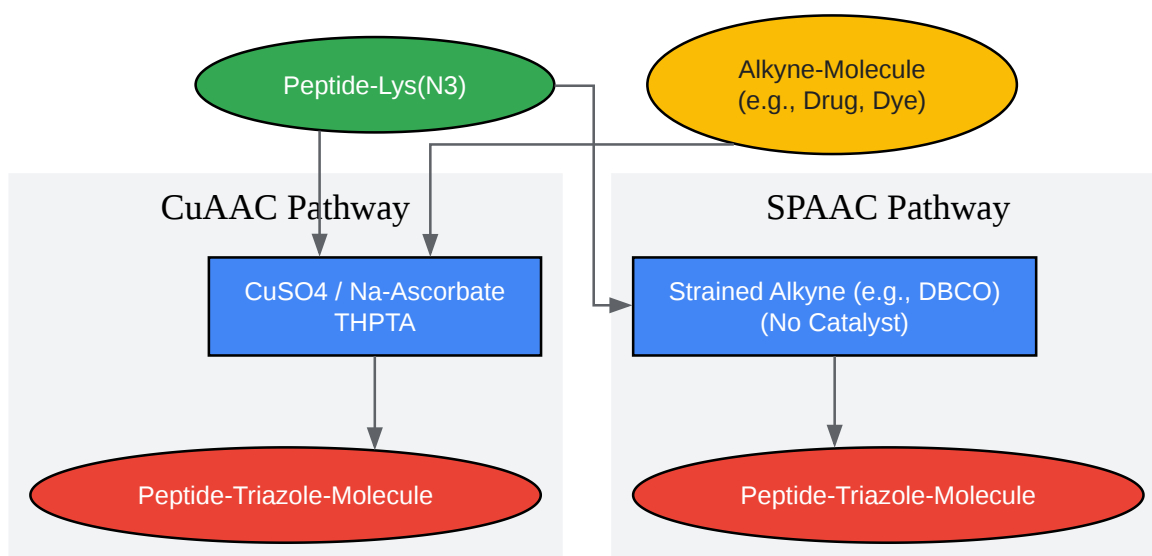 Peptide-Lys(N3)
Alkyne-Molecule
(e.g., Drug, Dye)
CuAAC Pathway
SPAAC Pathway
CuSO4 / Na-Ascorbate
THPTA
Strained Alkyne (e.g., DBCO)
(No Catalyst)
Peptide-Triazole-Molecule
Peptide-Triazole-Molecule